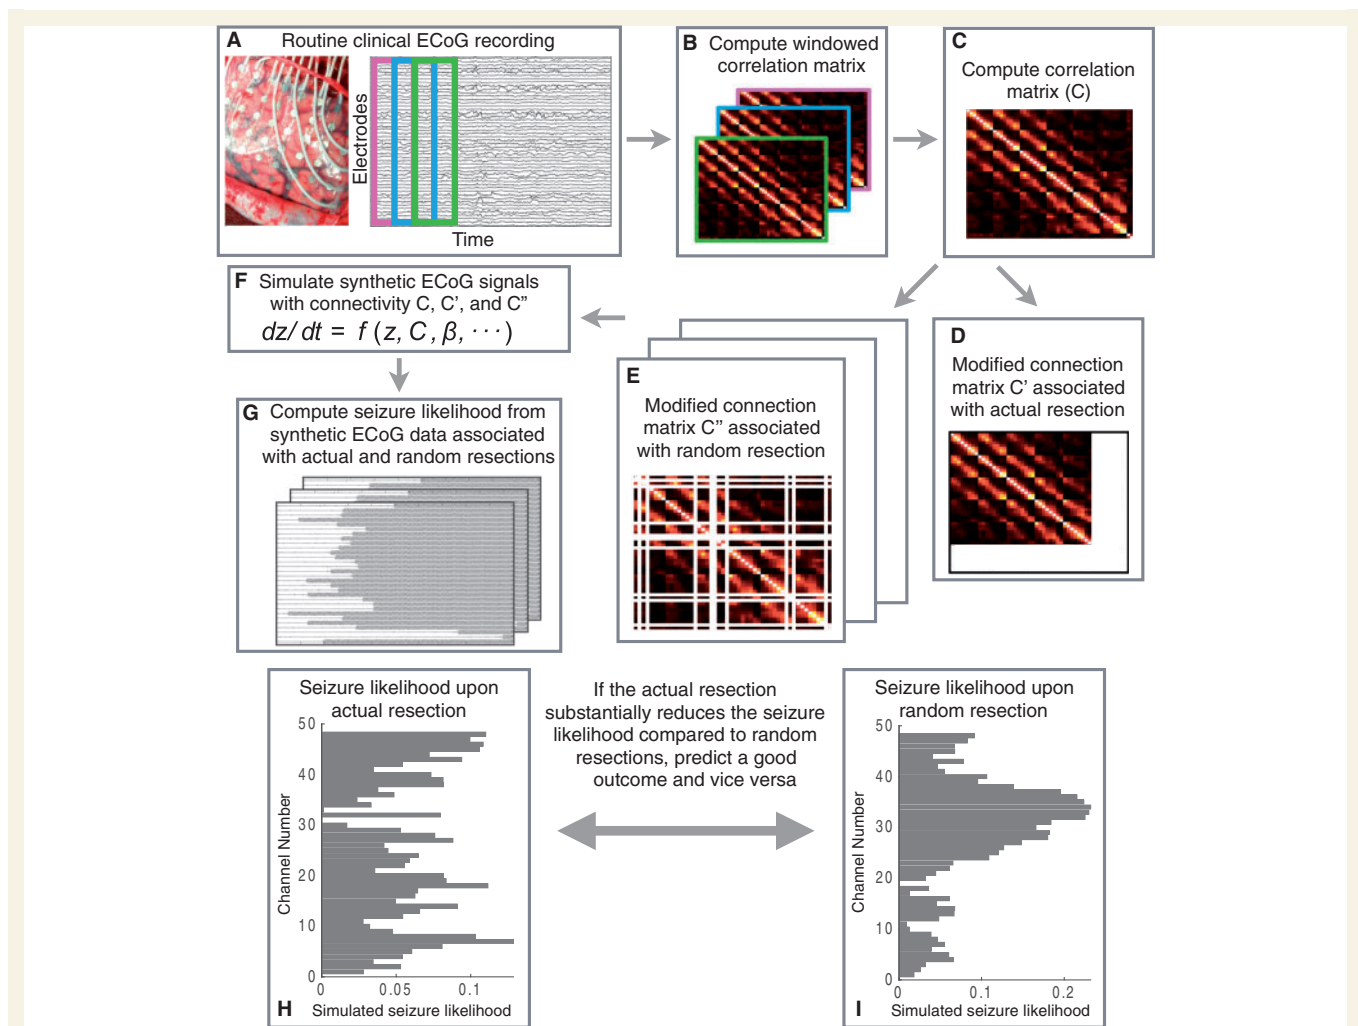 A Routine clinical ECoG recording
Electrodes
Time
B Compute windowed
correlation matrix
C
Compute correlation
matrix (C)
D
Modified connection
matrix C' associated
with actual resection
E
Modified connection
matrix C" associated
with random resection
F Simulate synthetic ECoG signals
with connectivity C, C', and C"
dz/dt = f (z, C, β, ···)
G Compute seizure likelihood from
synthetic ECoG data associated
with actual and random resections
Seizure likelihood upon
actual resection
50
40
30
20
10
0
Channel Number
0 0.05 0.1
H Simulated seizure likelihood
If the actual resection
substantially reduces the seizure
likelihood compared to random
resections, predict a good
outcome and vice versa
Seizure likelihood upon
random resection
50
40
30
20
10
0
Channel Number
0 0.1 0.2
I Simulated seizure likelihood